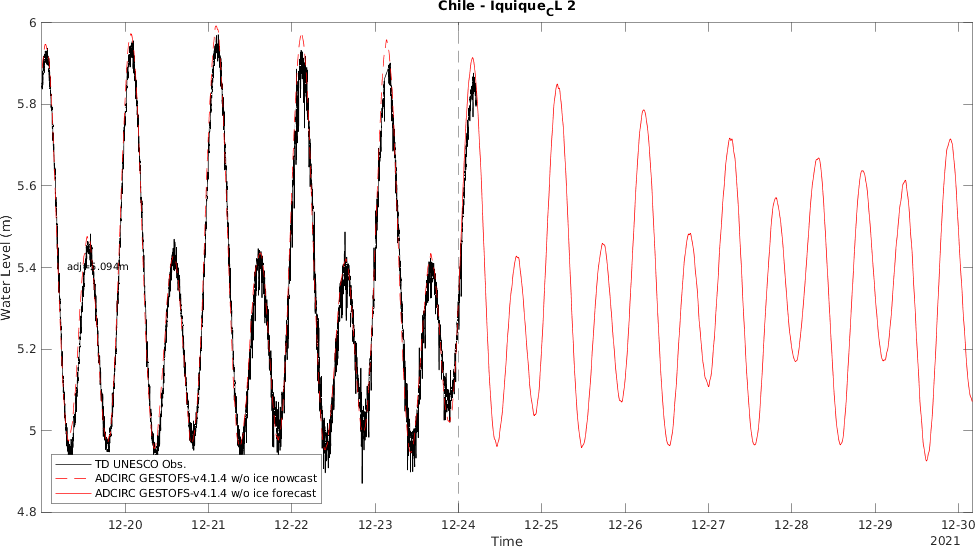 Chile - Iquique_CL 2
6
5.8
5.6
5.4
5.2
5
4.8
Water Level (m)
adj=5.094m
TD UNESCO Obs.
ADCIRC GESTOFS-v4.1.4 w/o ice nowcast
ADCIRC GESTOFS-v4.1.4 w/o ice forecast
12-20 12-21 12-22 12-23 12-24 12-25 12-26 12-27 12-28 12-29 12-30
Time
2021